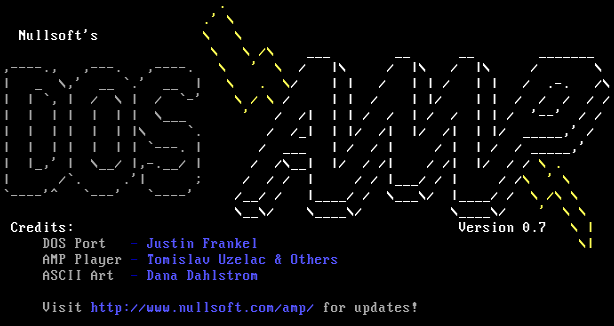 Nullsoft's
DOS AMP
Version 0.7
Credits:
DOS Port - Justin Frankel
AMP Player - Tomislav Uzelac & Others
ASCII Art - Dana Dahlstrom
Visit http://www.nullsoft.com/amp/ for updates!